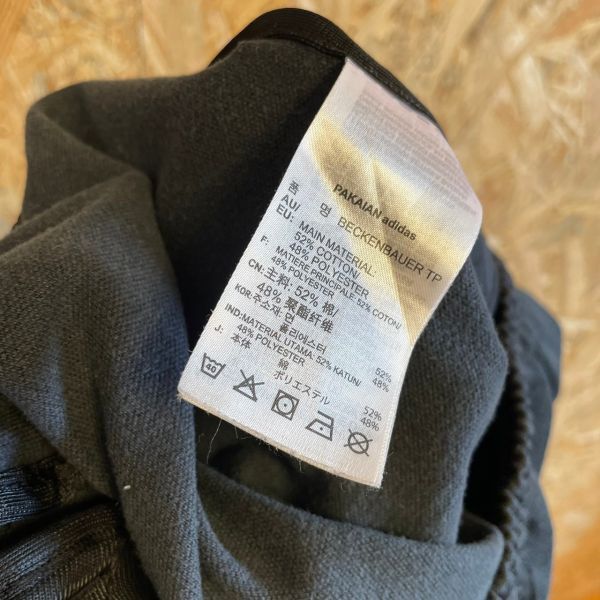 PAKAIAN adidas
품 명 BECKENBAUER TP
AU/
EU: MAIN MATERIAL:
52% COTTON/
48% POLYESTER
F: MATIERE PRINCIPALE: 52% COTON/
48% POLYESTER
CN: 主料: 52% 棉/
48% 聚酯纤维
KOR: 주소재: 면 52%
폴리에스터 48%
IND: MATERIAL UTAMA: 52% KATUN/
48% POLYESTER
J: 本体 綿 52%
ポリエステル 48%
40